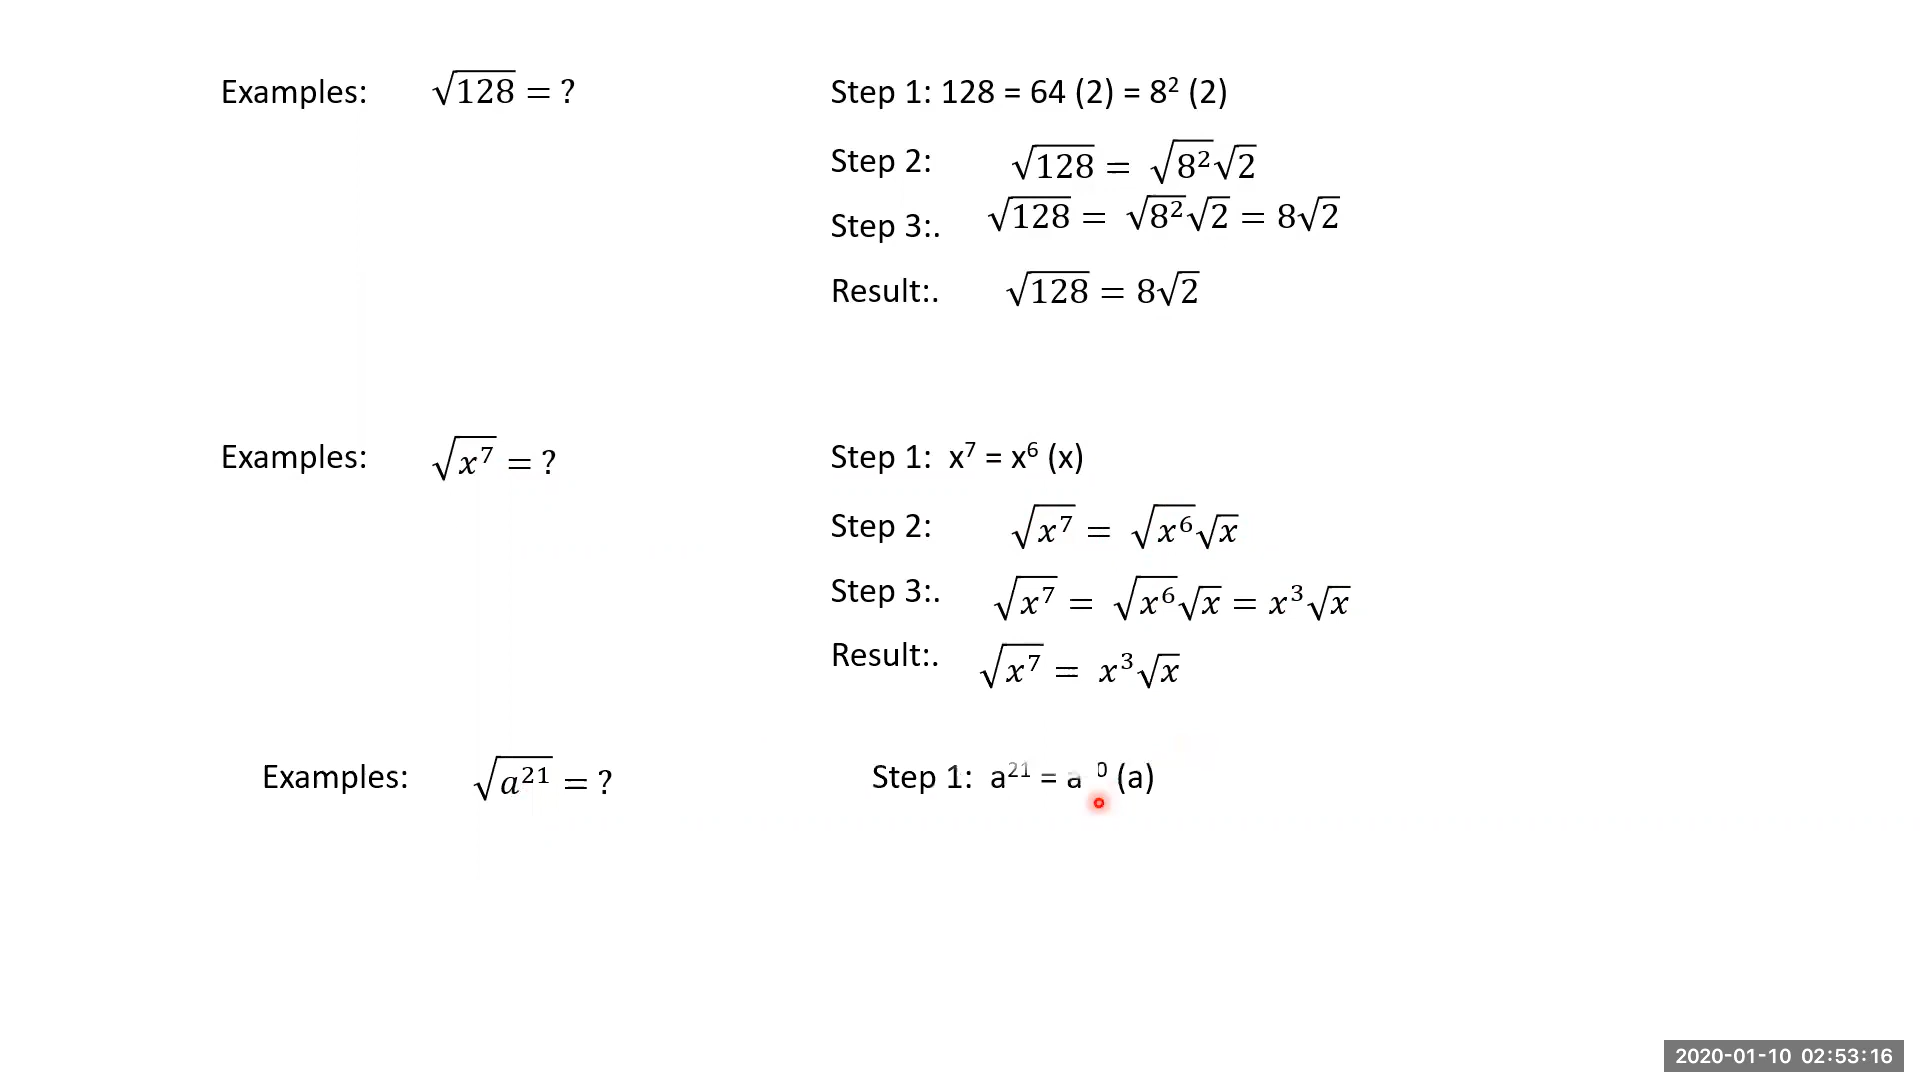 Examples: √128 = ?
Step 1: 128 = 64 (2) = 8² (2)
Step 2: √128 = √8²√2
Step 3:. √128 = √8²√2 = 8√2
Result:. √128 = 8√2
Examples: √x⁷ = ?
Step 1: x⁷ = x⁶ (x)
Step 2: √x⁷ = √x⁶√x
Step 3:. √x⁷ = √x⁶√x = x³√x
Result:. √x⁷ = x³√x
Examples: √a²¹ = ?
Step 1: a²¹ = a ⁰ (a)
2020-01-10 02:53:16